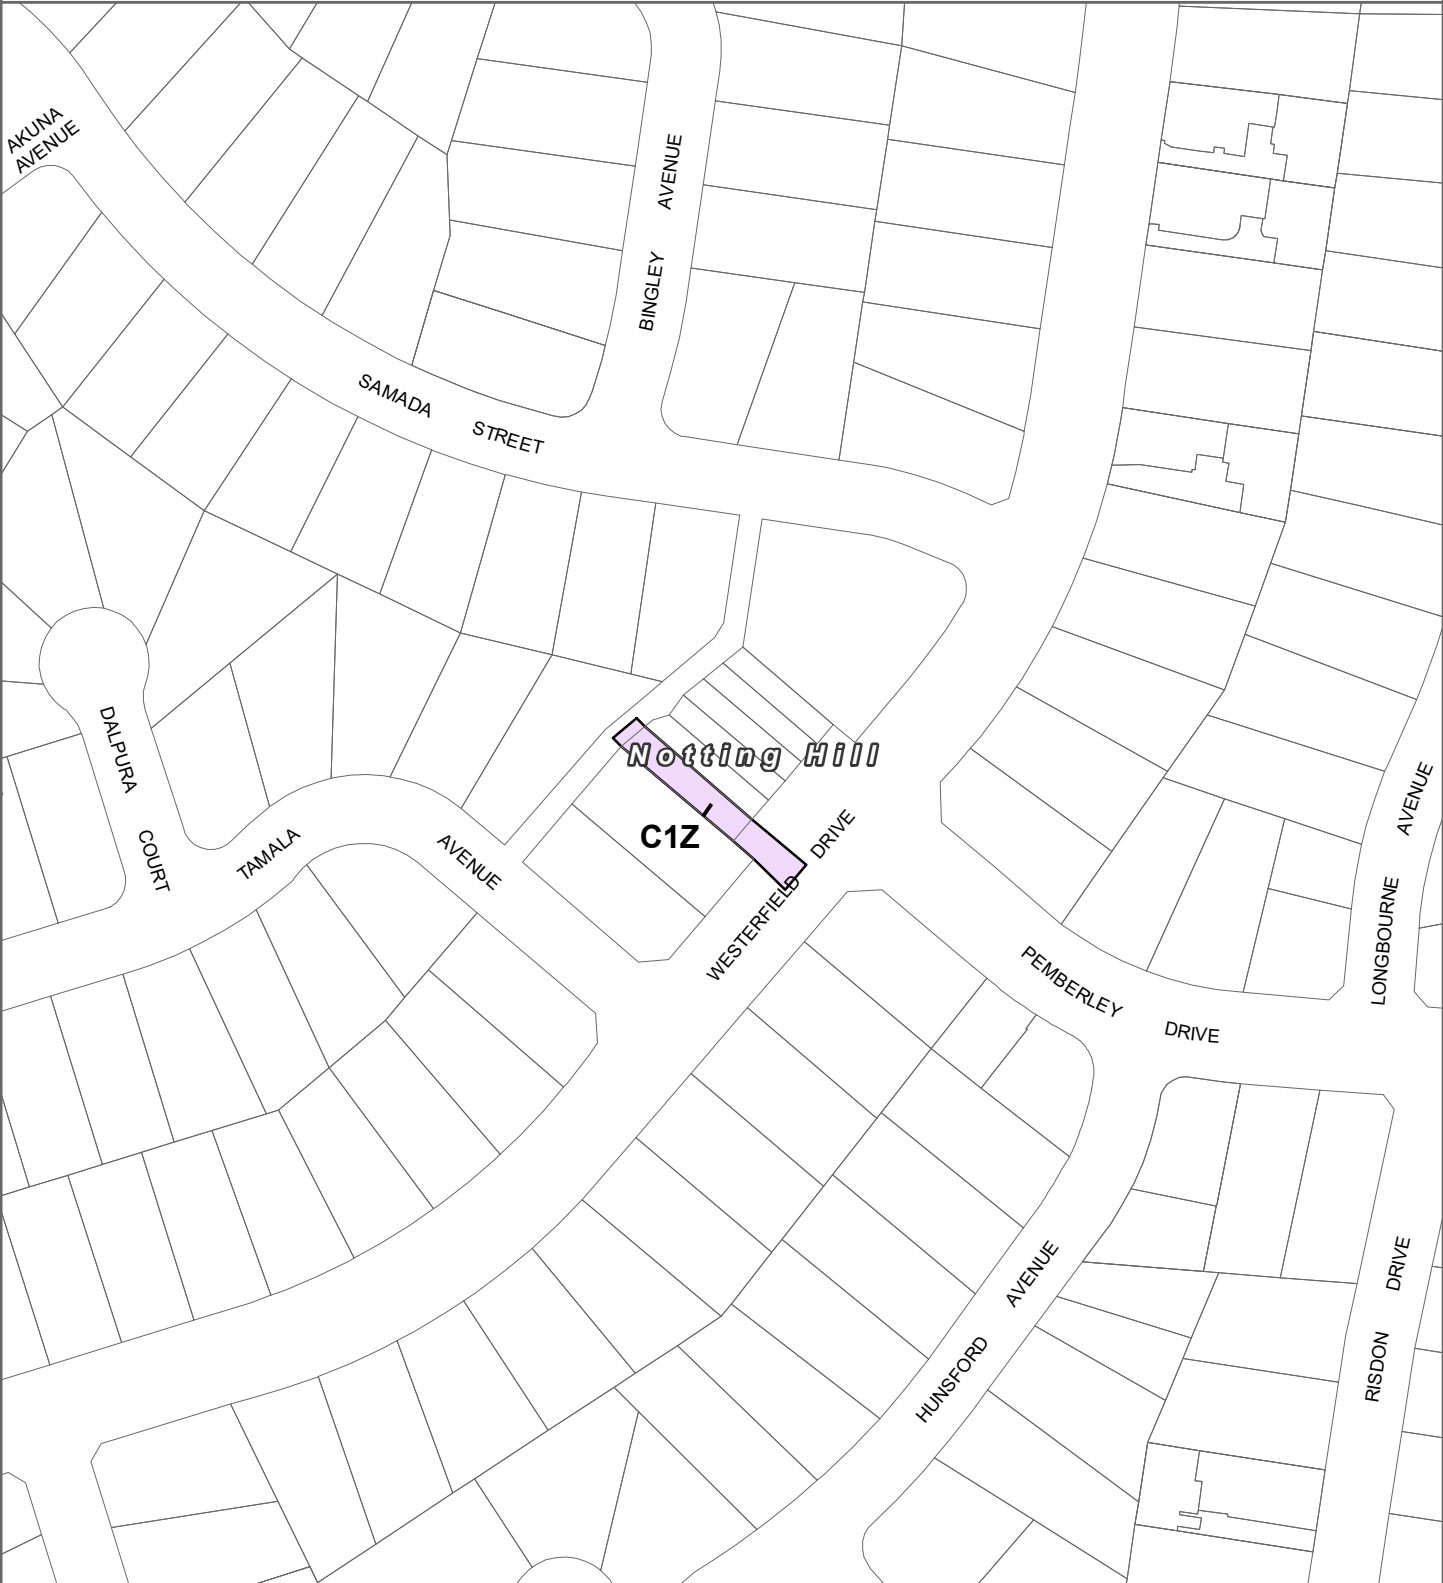 AKUNA
AVENUE
BINGLEY AVENUE
SAMADA STREET
Notting Hill
C1Z
WESTERFIELD DRIVE
DALPURA COURT
TAMALA AVENUE
LONGBOURNE AVENUE
PEMBERLEY DRIVE
HUNSFORD AVENUE
RISDON DRIVE